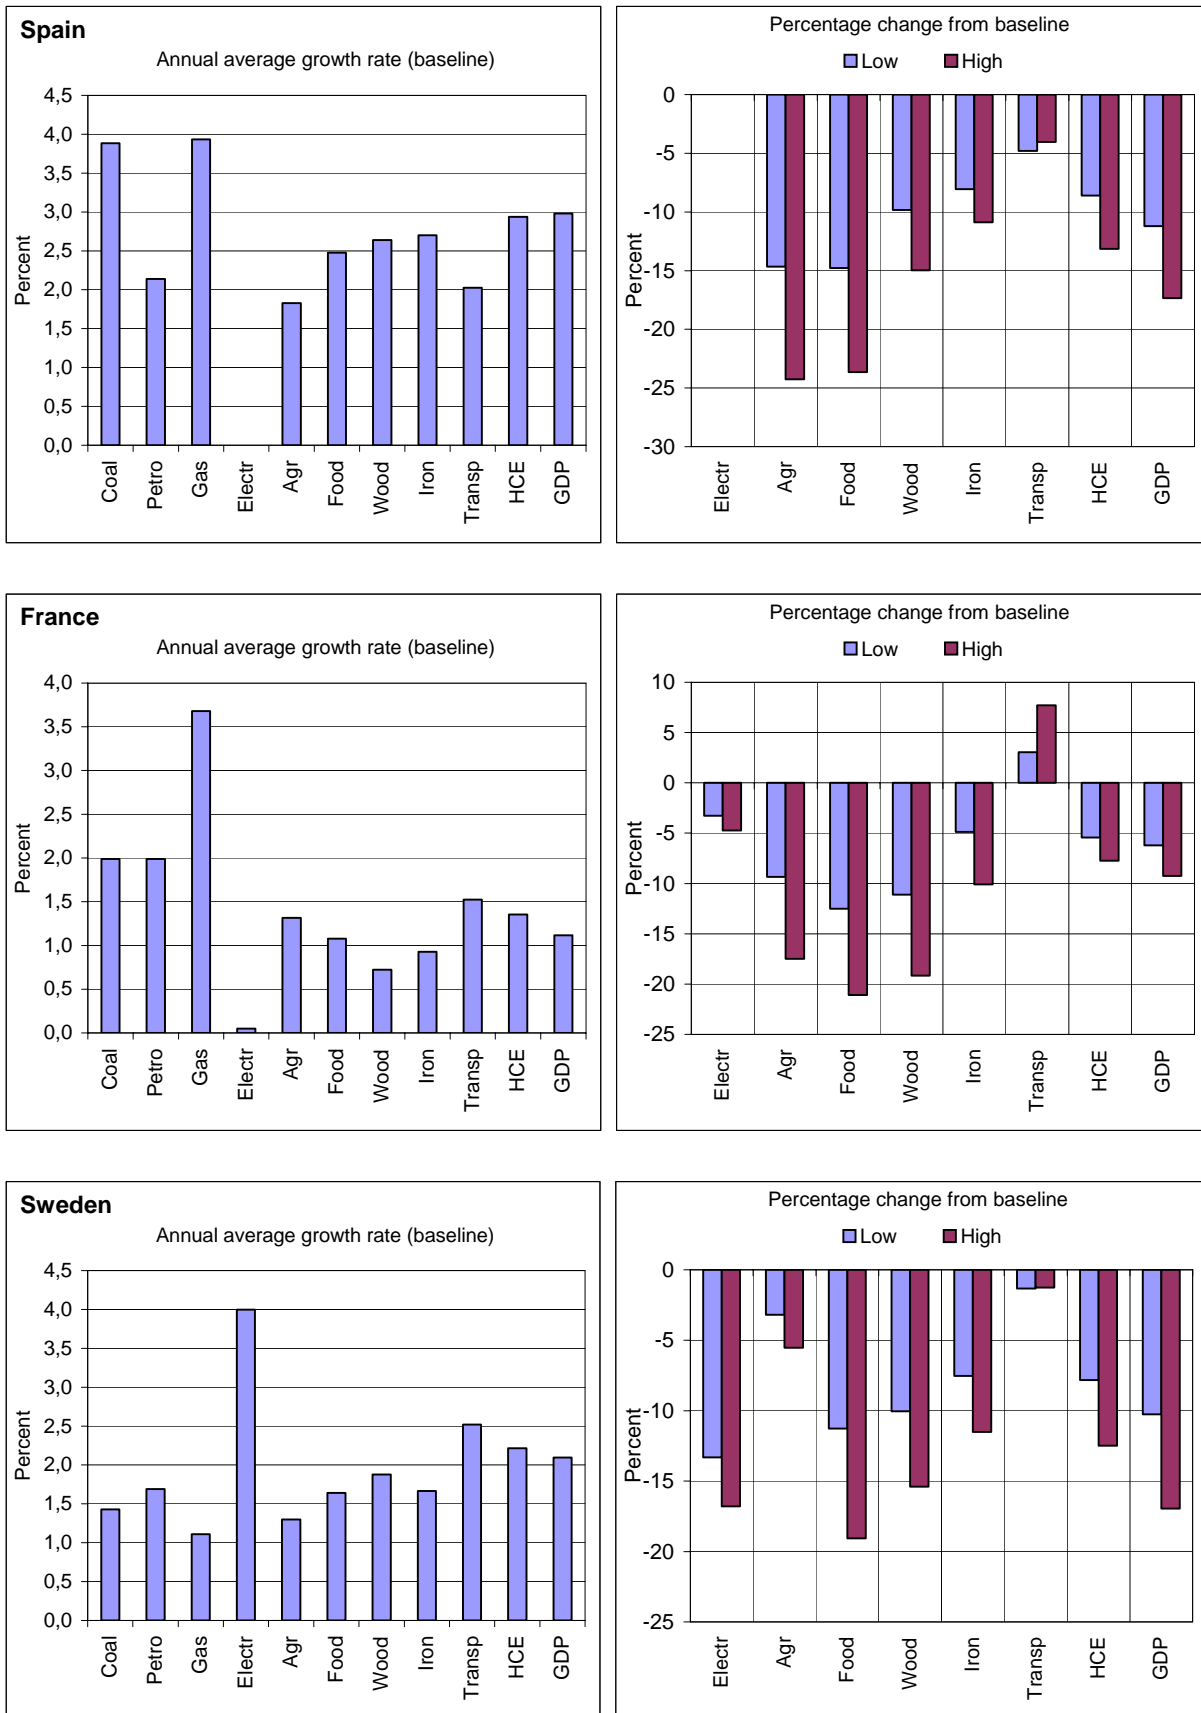 Spain
Annual average growth rate (baseline)
Percent
4,5
4,0
3,5
3,0
2,5
2,0
1,5
1,0
0,5
0,0
Coal Petro Gas Electr Agr Food Wood Iron Transp HCE GDP
Percentage change from baseline
Low High
Percent
0
-5
-10
-15
-20
-25
-30
Electr Agr Food Wood Iron Transp HCE GDP
France
Annual average growth rate (baseline)
Percent
4,0
3,5
3,0
2,5
2,0
1,5
1,0
0,5
0,0
Coal Petro Gas Electr Agr Food Wood Iron Transp HCE GDP
Percentage change from baseline
Low High
Percent
10
5
0
-5
-10
-15
-20
-25
Electr Agr Food Wood Iron Transp HCE GDP
Sweden
Annual average growth rate (baseline)
Percent
4,5
4,0
3,5
3,0
2,5
2,0
1,5
1,0
0,5
0,0
Coal Petro Gas Electr Agr Food Wood Iron Transp HCE GDP
Percentage change from baseline
Low High
Percent
0
-5
-10
-15
-20
-25
Electr Agr Food Wood Iron Transp HCE GDP